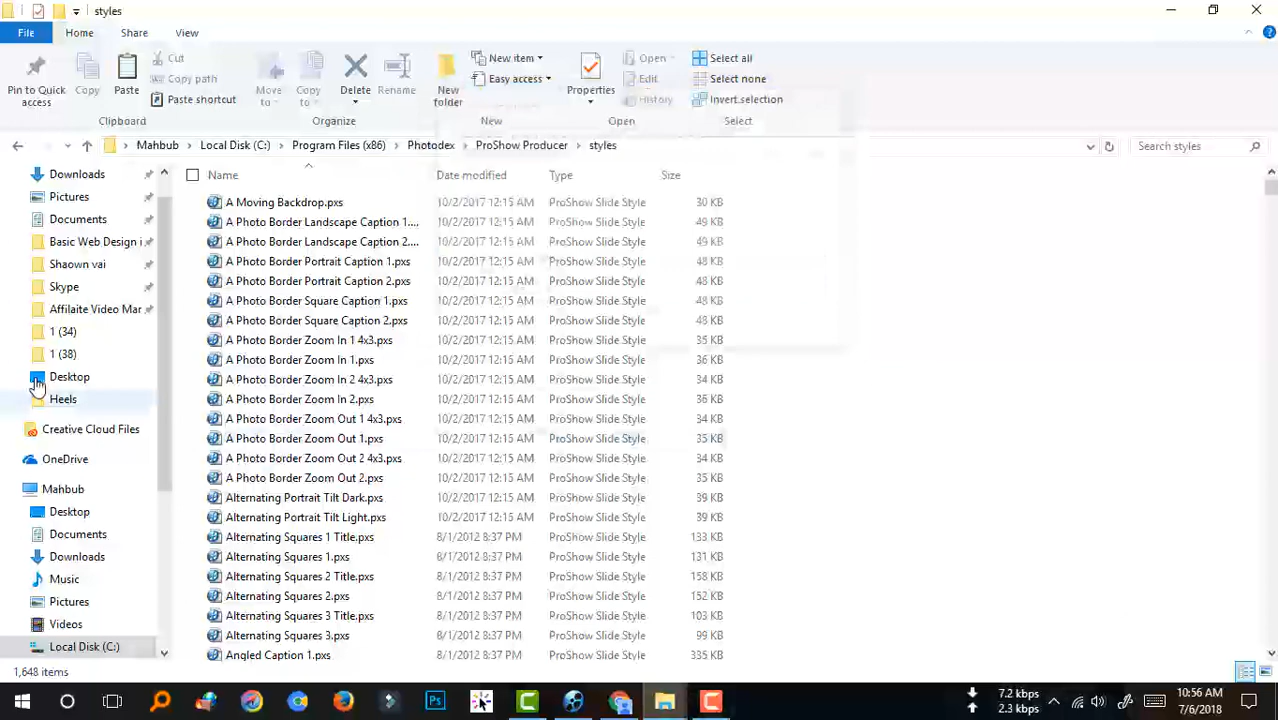 styles
File Home Share View
Pin to Quick access
Copy
Paste
Cut
Copy path
Paste shortcut
Clipboard
Move to
Copy to
Delete
Rename
Organize
New folder
New item
Easy access
New
Properties
Open
Edit
History
Open
Select all
Select none
Invert selection
Select
Mahbub › Local Disk (C:) › Program Files (x86) › Photodex › ProShow Producer › styles
Search styles
Downloads
Pictures
Documents
Basic Web Design i
Shaown vai
Skype
Affilaite Video Mar
1 (34)
1 (38)
Desktop
Heels
Creative Cloud Files
OneDrive
Mahbub
Desktop
Documents
Downloads
Music
Pictures
Videos
Local Disk (C:)
Name Date modified Type Size
A Moving Backdrop.pxs 10/2/2017 12:15 AM ProShow Slide Style 30 KB
A Photo Border Landscape Caption 1.... 10/2/2017 12:15 AM ProShow Slide Style 49 KB
A Photo Border Landscape Caption 2.... 10/2/2017 12:15 AM ProShow Slide Style 49 KB
A Photo Border Portrait Caption 1.pxs 10/2/2017 12:15 AM ProShow Slide Style 48 KB
A Photo Border Portrait Caption 2.pxs 10/2/2017 12:15 AM ProShow Slide Style 48 KB
A Photo Border Square Caption 1.pxs 10/2/2017 12:15 AM ProShow Slide Style 48 KB
A Photo Border Square Caption 2.pxs 10/2/2017 12:15 AM ProShow Slide Style 48 KB
A Photo Border Zoom In 1 4x3.pxs 10/2/2017 12:15 AM ProShow Slide Style 35 KB
A Photo Border Zoom In 1.pxs 10/2/2017 12:15 AM ProShow Slide Style 36 KB
A Photo Border Zoom In 2 4x3.pxs 10/2/2017 12:15 AM ProShow Slide Style 34 KB
A Photo Border Zoom In 2.pxs 10/2/2017 12:15 AM ProShow Slide Style 36 KB
A Photo Border Zoom Out 1 4x3.pxs 10/2/2017 12:15 AM ProShow Slide Style 34 KB
A Photo Border Zoom Out 1.pxs 10/2/2017 12:15 AM ProShow Slide Style 35 KB
A Photo Border Zoom Out 2 4x3.pxs 10/2/2017 12:15 AM ProShow Slide Style 34 KB
A Photo Border Zoom Out 2.pxs 10/2/2017 12:15 AM ProShow Slide Style 35 KB
Alternating Portrait Tilt Dark.pxs 10/2/2017 12:15 AM ProShow Slide Style 39 KB
Alternating Portrait Tilt Light.pxs 10/2/2017 12:15 AM ProShow Slide Style 39 KB
Alternating Squares 1 Title.pxs 8/1/2012 8:37 PM ProShow Slide Style 133 KB
Alternating Squares 1.pxs 8/1/2012 8:37 PM ProShow Slide Style 131 KB
Alternating Squares 2 Title.pxs 8/1/2012 8:37 PM ProShow Slide Style 158 KB
Alternating Squares 2.pxs 8/1/2012 8:37 PM ProShow Slide Style 152 KB
Alternating Squares 3 Title.pxs 8/1/2012 8:37 PM ProShow Slide Style 103 KB
Alternating Squares 3.pxs 8/1/2012 8:37 PM ProShow Slide Style 99 KB
Angled Caption 1.pxs 8/1/2012 8:37 PM ProShow Slide Style 335 KB
1,648 items
Ps
7.2 kbps
2.3 kbps
10:56 AM
7/6/2018